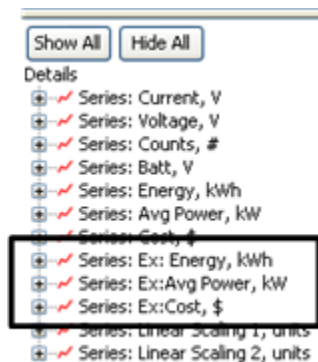 Show All Hide All
Details
Series: Current, V
Series: Voltage, V
Series: Counts, #
Series: Batt, V
Series: Energy, kWh
Series: Avg Power, kW
Series: Cost, $
Series: Ex: Energy, kWh
Series: Ex:Avg Power, kW
Series: Ex:Cost, $
Series: Linear Scaling 1, units
Series: Linear Scaling 2, units